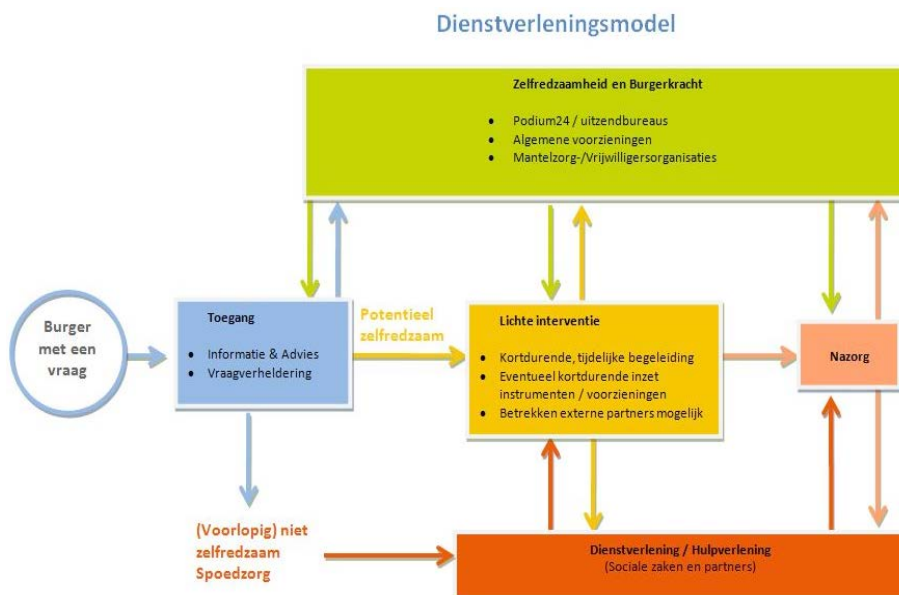 Dienstverleningsmodel
Zelfredzaamheid en Burgerkracht
• Podium24 / uitzendbureaus
• Algemene voorzieningen
• Mantelzorg-/Vrijwilligersorganisaties
Burger
met een
vraag
Toegang
• Informatie & Advies
• Vraagverheldering
Potentieel
zelfredzaam
Lichte interventie
• Kortdurende, tijdelijke begeleiding
• Eventueel kortdurende inzet
instrumenten / voorzieningen
• Betrekken externe partners mogelijk
Nazorg
(Voorlopig) niet
zelfredzaam
Spoedzorg
Dienstverlening / Hulpverlening
(Sociale zaken en partners)